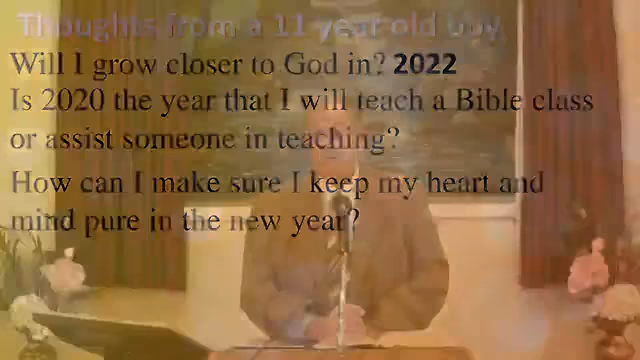 Thoughts from a 11 year old boy.
Will I grow closer to God in? 2022
Is 2020 the year that I will teach a Bible class
or assist someone in teaching?
How can I make sure I keep my heart and
mind pure in the new year?